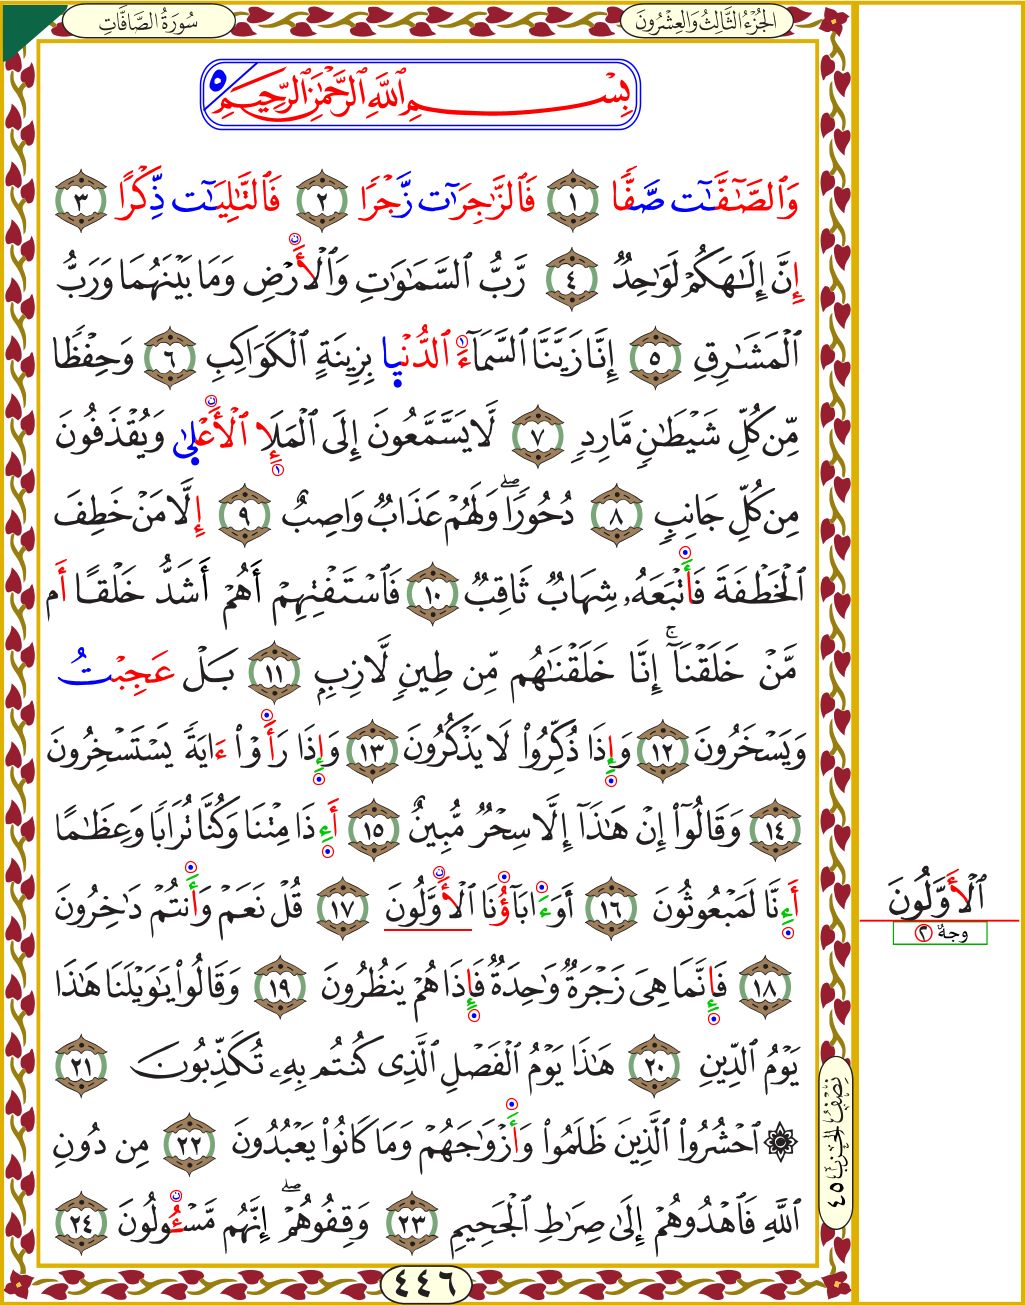 سُورَةُ الصَّافَّاتِ
الجُزْءُ الثَّالِثُ وَالعِشْرُونَ
بِسْمِ ٱللَّهِ ٱلرَّحْمَٰنِ ٱلرَّحِيمِ ٥
وَٱلصَّٰٓفَّٰٓت صَّفّٗا ١ فَٱلزَّٰجِرَٰٓت زَّجۡرٗا ٢ فَٱلتَّٰلِيَٰٓت ذِّكۡرًا ٣
إِنَّ إِلَٰهَكُمۡ لَوَٰحِدٞ ٤ رَّبُّ ٱلسَّمَٰوَٰتِ وَٱلۡأَرۡضِ وَمَا بَيۡنَهُمَا وَرَبُّ
ٱلۡمَشَٰرِقِ ٥ إِنَّا زَيَّنَّا ٱلسَّمَآءَ ٱلدُّنۡيٜا بِزِينَةِ ٱلۡكَوَاكِبِ ٦ وَحِفۡظٗا
مِّن كُلِّ شَيۡطَٰنٖ مَّارِدٖ ٧ لَّا يَسَّمَّعُونَ إِلَى ٱلۡمَلَإِ ٱلۡأَعۡلٜىٰ وَيُقۡذَفُونَ
مِن كُلِّ جَانِبٖ ٨ دُحُورٗاۖ وَلَهُمۡ عَذَابٞ وَاصِبٌ ٩ إِلَّا مَنۡ خَطِفَ
ٱلۡخَطۡفَةَ فَأَتۡبَعَهُۥ شِهَابٞ ثَاقِبٞ ١٠ فَٱسۡتَفۡتِهِمۡ أَهُمۡ أَشَدُّ خَلۡقًا أَم
مَّنۡ خَلَقۡنَآۚ إِنَّا خَلَقۡنَٰهُم مِّن طِينٖ لَّازِبِۭ ١١ بَلۡ عَجِبۡتُ
وَيَسۡخَرُونَ ١٢ وَإِذَا ذُكِّرُواْ لَا يَذۡكُرُونَ ١٣ وَإِذَا رَأَوۡاْ ءَايَةٗ يَسۡتَسۡخِرُونَ
١٤ وَقَالُوٓاْ إِنۡ هَٰذَآ إِلَّا سِحۡرٞ مُّبِينٌ ١٥ أَءِذَا مِتۡنَا وَكُنَّا تُرَابٗا وَعِظَٰمًا
أَءِنَّا لَمَبۡعُوثُونَ ١٦ أَوَءَابَآؤُنَا ٱلۡأَوَّلُونَ ١٧ قُلۡ نَعَمۡ وَأَنتُمۡ دَٰخِرُونَ
١٨ فَإِنَّمَا هِيَ زَجۡرَةٞ وَٰحِدَةٞ فَإِذَا هُمۡ يَنظُرُونَ ١٩ وَقَالُواْ يَٰوَيۡلَنَا هَٰذَا
يَوۡمُ ٱلدِّينِ ٢٠ هَٰذَا يَوۡمُ ٱلۡفَصۡلِ ٱلَّذِي كُنتُم بِهِۦ تُكَذِّبُونَ ٢١
۞ ٱحۡشُرُواْ ٱلَّذِينَ ظَلَمُواْ وَأَزۡوَٰجَهُمۡ وَمَا كَانُواْ يَعۡبُدُونَ ٢٢ مِن دُونِ
ٱللَّهِ فَٱهۡدُوهُمۡ إِلَىٰ صِرَٰطِ ٱلۡجَحِيمِ ٢٣ وَقِفُوهُمۡۖ إِنَّهُم مَّسۡـُٔولُونَ ٢٤
٤٤٦
ٱلۡأَوَّلُونَ
وجهٌ ٢
نِصْفُ الحِزْبِ ٤٥